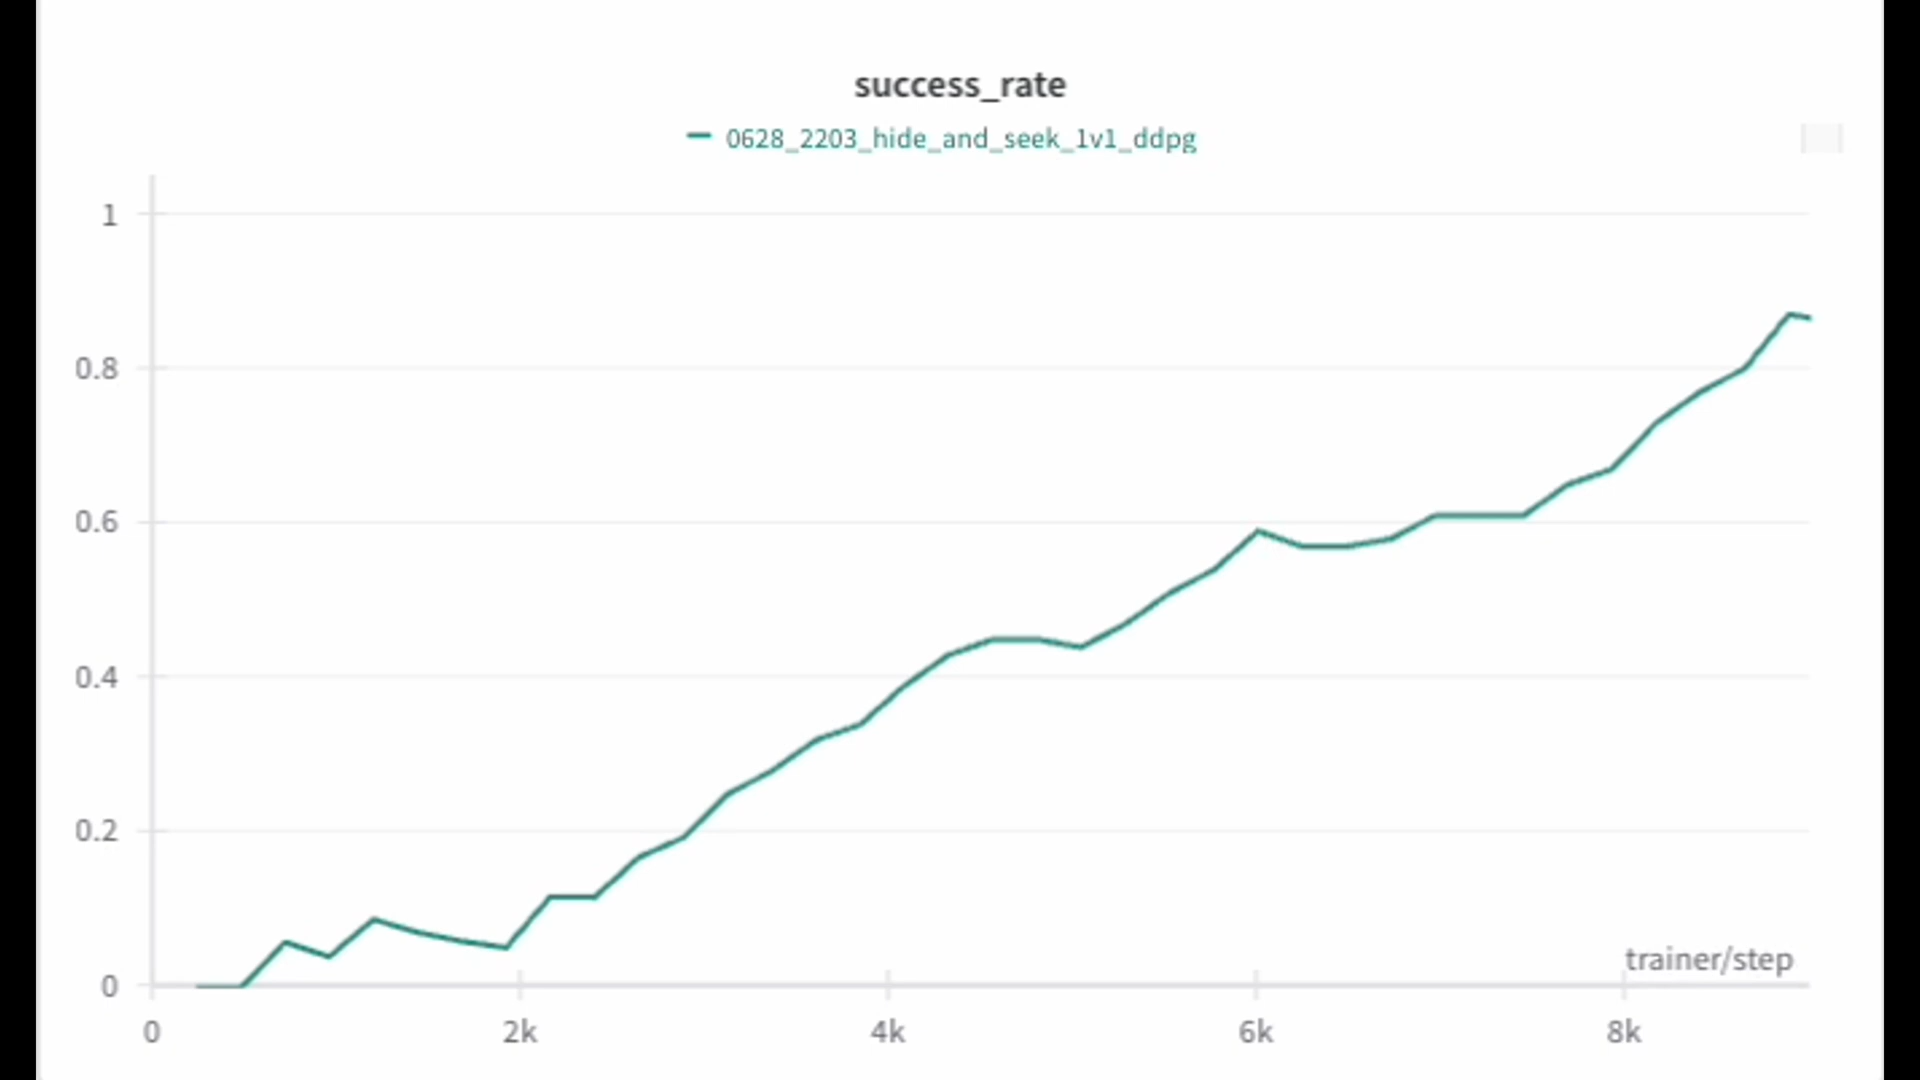 success_rate
0628_2203_hide_and_seek_1v1_ddpg
1
0.8
0.6
0.4
0.2
0
trainer/step
0 2k 4k 6k 8k